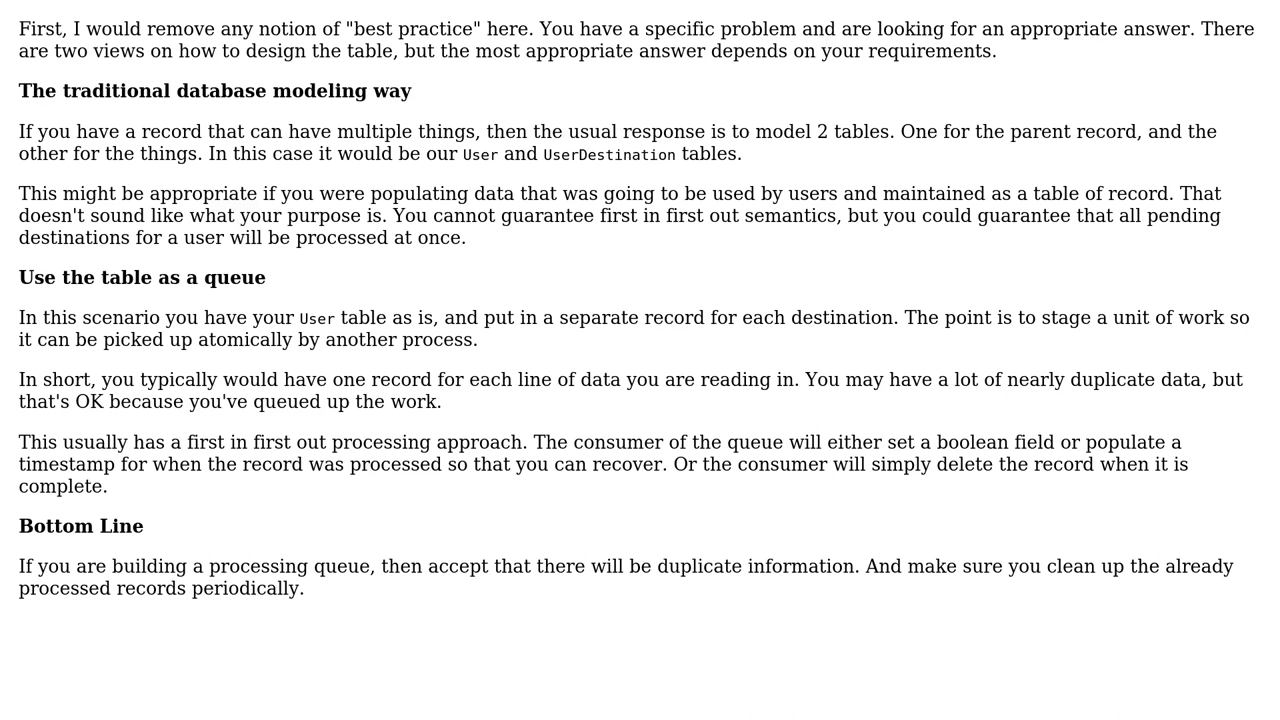 First, I would remove any notion of "best practice" here. You have a specific problem and are looking for an appropriate answer. There
are two views on how to design the table, but the most appropriate answer depends on your requirements.
The traditional database modeling way
If you have a record that can have multiple things, then the usual response is to model 2 tables. One for the parent record, and the
other for the things. In this case it would be our User and UserDestination tables.
This might be appropriate if you were populating data that was going to be used by users and maintained as a table of record. That
doesn't sound like what your purpose is. You cannot guarantee first in first out semantics, but you could guarantee that all pending
destinations for a user will be processed at once.
Use the table as a queue
In this scenario you have your User table as is, and put in a separate record for each destination. The point is to stage a unit of work so
it can be picked up atomically by another process.
In short, you typically would have one record for each line of data you are reading in. You may have a lot of nearly duplicate data, but
that's OK because you've queued up the work.
This usually has a first in first out processing approach. The consumer of the queue will either set a boolean field or populate a
timestamp for when the record was processed so that you can recover. Or the consumer will simply delete the record when it is
complete.
Bottom Line
If you are building a processing queue, then accept that there will be duplicate information. And make sure you clean up the already
processed records periodically.